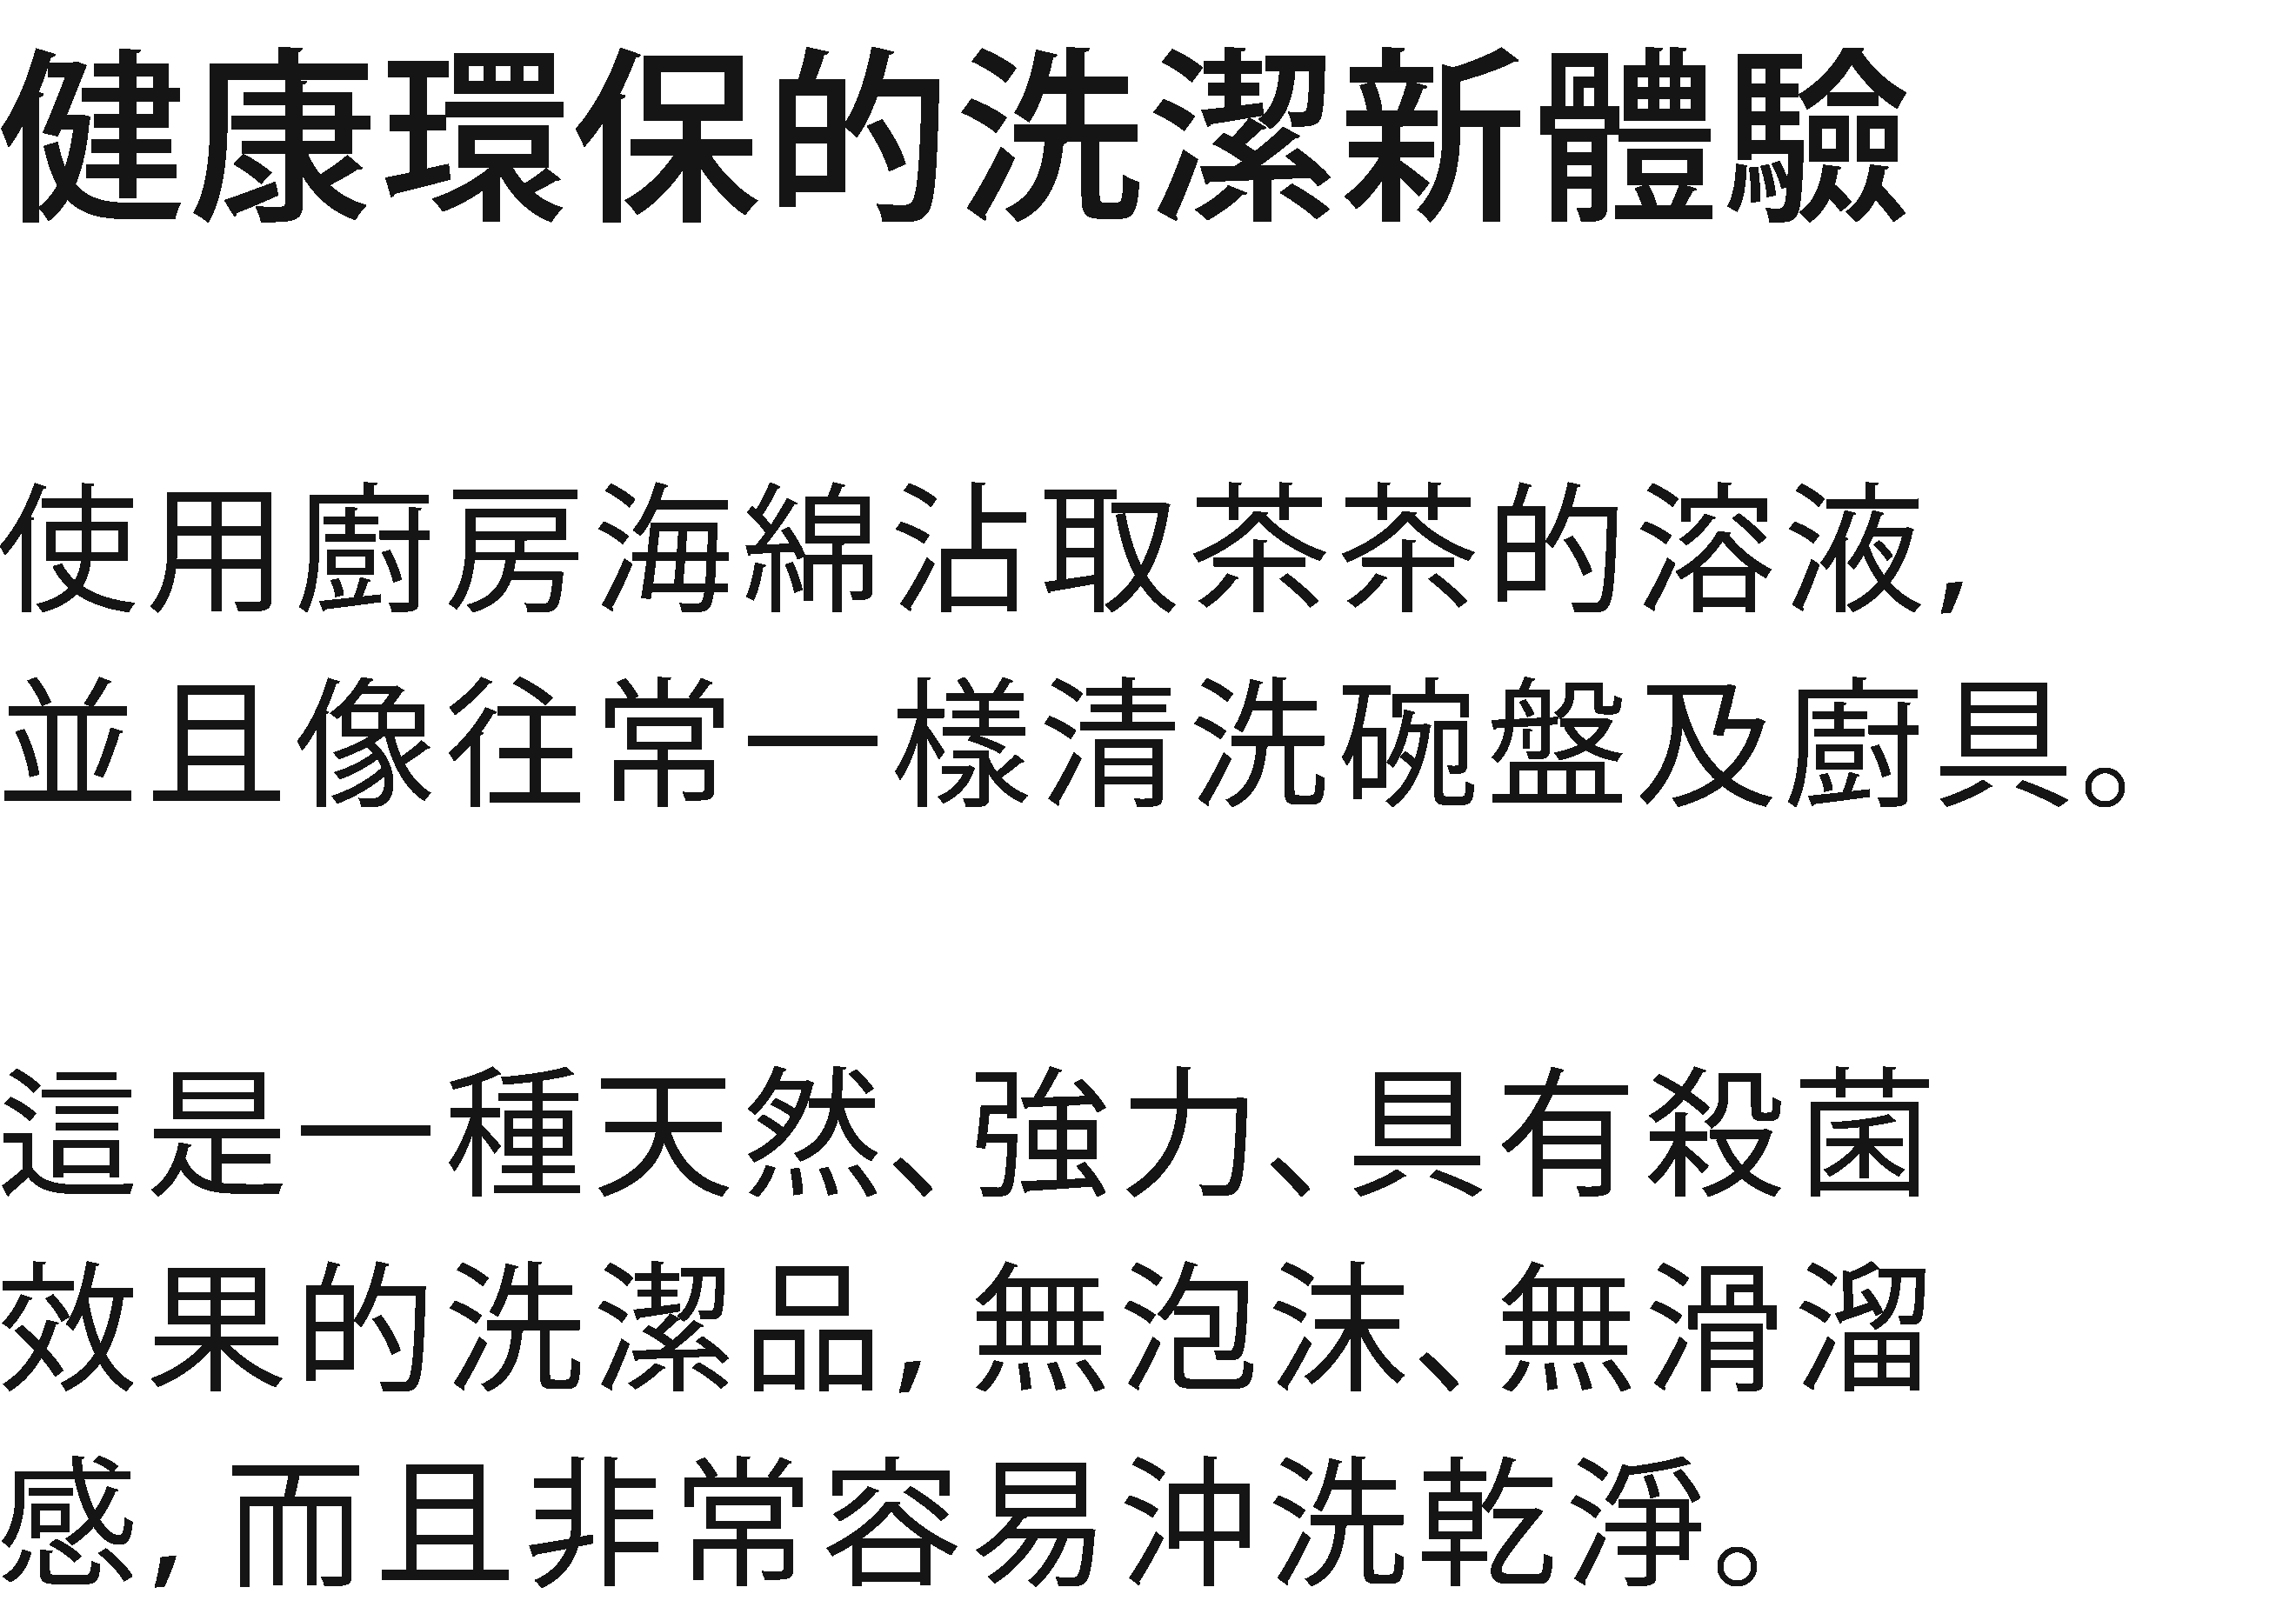 健康環保的洗潔新體驗
使用廚房海綿沾取茶茶的溶液,
並且像往常一樣清洗碗盤及廚具。
這是一種天然、強力、具有殺菌
效果的洗潔品, 無泡沫、無滑溜
感, 而且非常容易沖洗乾淨。